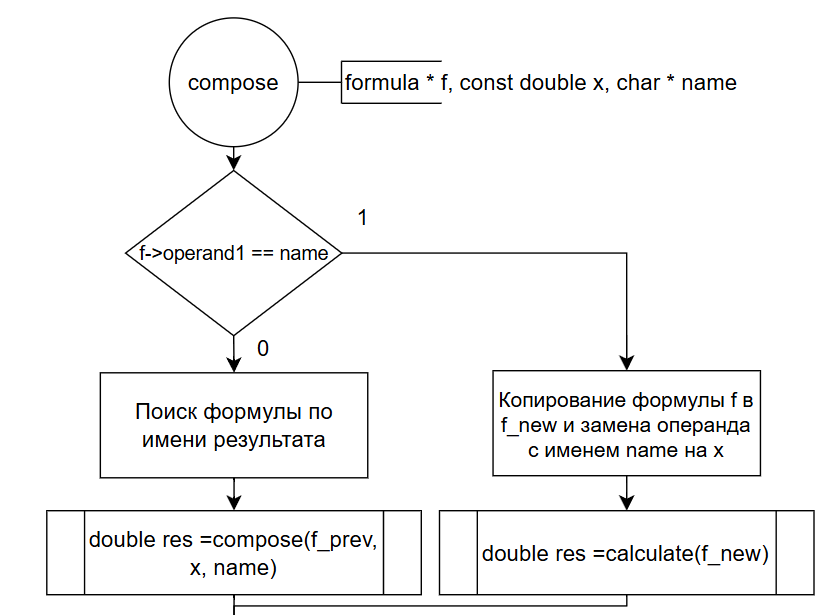 compose
formula * f, const double x, char * name
1
f->operand1 == name
0
Поиск формулы по
имени результата
Копирование формулы f в
f_new и замена операнда
с именем name на x
double res =compose(f_prev,
x, name)
double res =calculate(f_new)